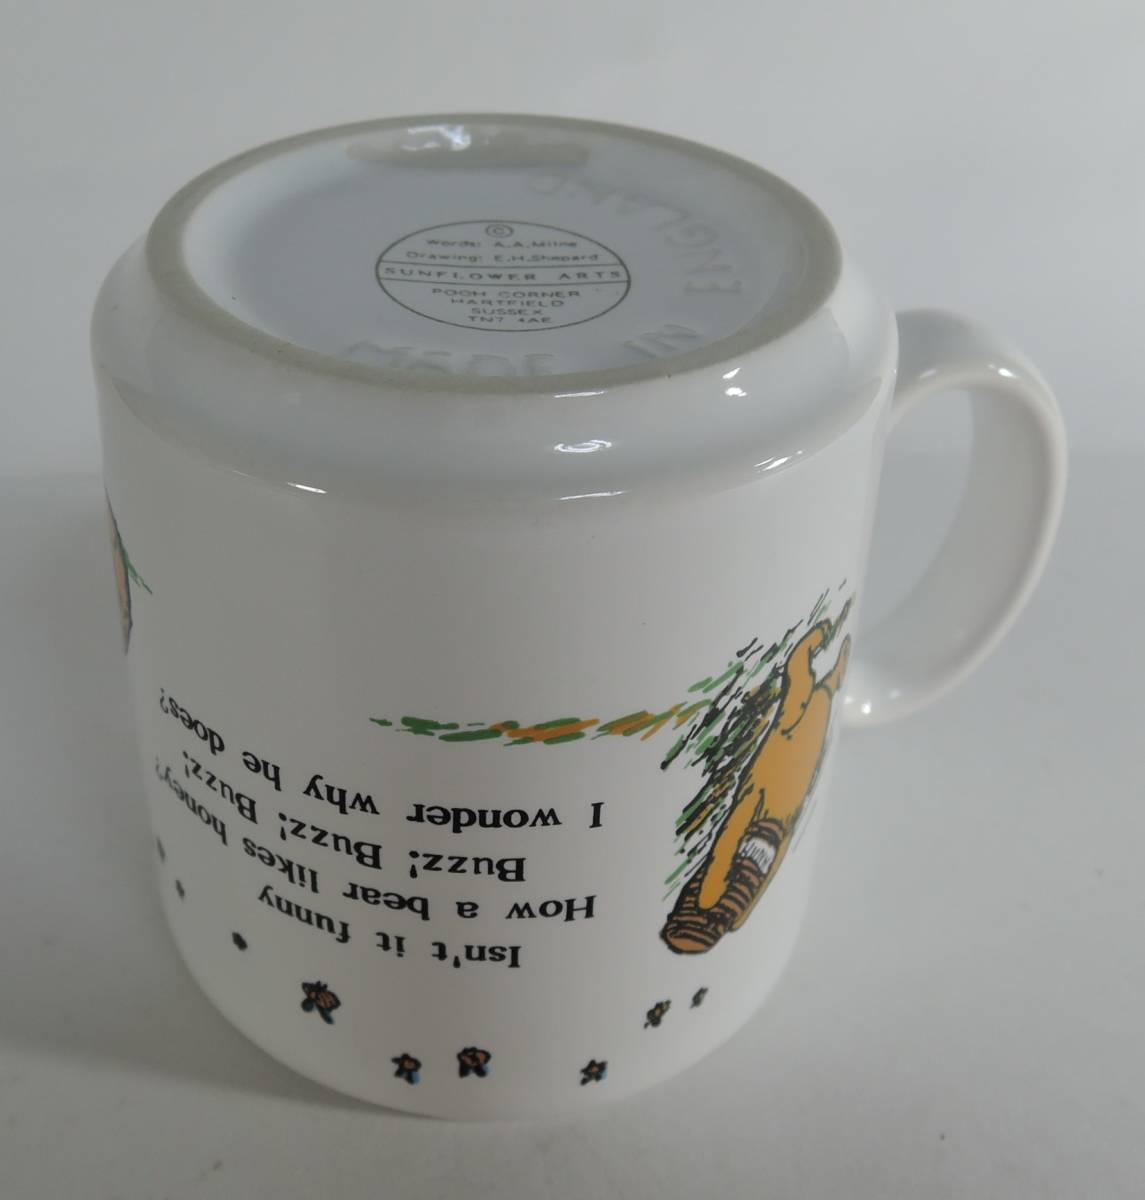 ©
Words: A.A.Milne
Drawing: E.H.Shepard
SUNFLOWER ARTS
POOH CORNER
HARTFIELD
SUSSEX
TN7 4AE
MADE IN ENGLAND
Isn't it funny
How a bear likes honey?
Buzz! Buzz! Buzz!
I wonder why he does?